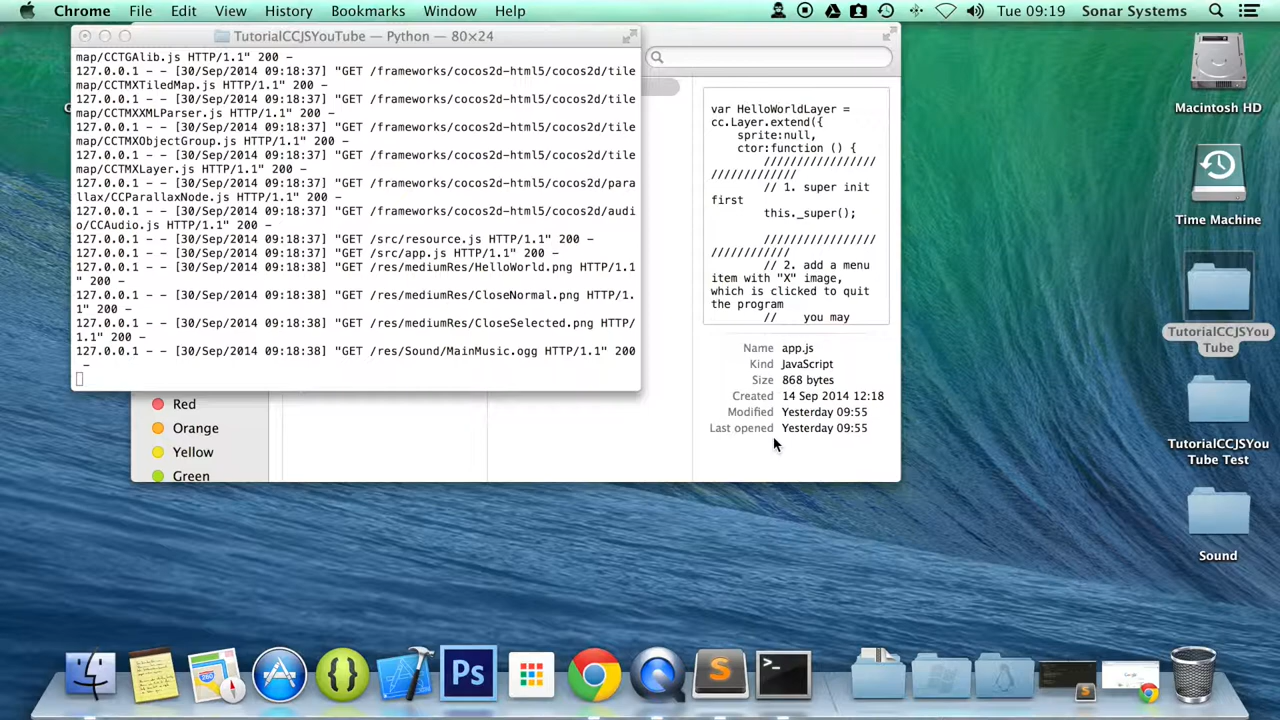 Chrome File Edit View History Bookmarks Window Help Tue 09:19 Sonar Systems
TutorialCCJSYouTube — Python — 80×24
map/CCTGAlib.js HTTP/1.1" 200 -
127.0.0.1 - - [30/Sep/2014 09:18:37] "GET /frameworks/cocos2d-html5/cocos2d/tile
map/CCTMXTiledMap.js HTTP/1.1" 200 -
127.0.0.1 - - [30/Sep/2014 09:18:37] "GET /frameworks/cocos2d-html5/cocos2d/tile
map/CCTMXXMLParser.js HTTP/1.1" 200 -
127.0.0.1 - - [30/Sep/2014 09:18:37] "GET /frameworks/cocos2d-html5/cocos2d/tile
map/CCTMXObjectGroup.js HTTP/1.1" 200 -
127.0.0.1 - - [30/Sep/2014 09:18:37] "GET /frameworks/cocos2d-html5/cocos2d/tile
map/CCTMXLayer.js HTTP/1.1" 200 -
127.0.0.1 - - [30/Sep/2014 09:18:37] "GET /frameworks/cocos2d-html5/cocos2d/para
llax/CCParallaxNode.js HTTP/1.1" 200 -
127.0.0.1 - - [30/Sep/2014 09:18:37] "GET /frameworks/cocos2d-html5/cocos2d/audi
o/CCAudio.js HTTP/1.1" 200 -
127.0.0.1 - - [30/Sep/2014 09:18:37] "GET /src/resource.js HTTP/1.1" 200 -
127.0.0.1 - - [30/Sep/2014 09:18:37] "GET /src/app.js HTTP/1.1" 200 -
127.0.0.1 - - [30/Sep/2014 09:18:38] "GET /res/mediumRes/HelloWorld.png HTTP/1.1
" 200 -
127.0.0.1 - - [30/Sep/2014 09:18:38] "GET /res/mediumRes/CloseNormal.png HTTP/1.
1" 200 -
127.0.0.1 - - [30/Sep/2014 09:18:38] "GET /res/mediumRes/CloseSelected.png HTTP/
1.1" 200 -
127.0.0.1 - - [30/Sep/2014 09:18:38] "GET /res/Sound/MainMusic.ogg HTTP/1.1" 200
-
Red
Orange
Yellow
Green
var HelloWorldLayer =
cc.Layer.extend({
sprite:null,
ctor:function () {
/////////////////
/////////////
// 1. super init
first
this._super();
/////////////////
/////////////
// 2. add a menu
item with "X" image,
which is clicked to quit
the program
// you may
Name app.js
Kind JavaScript
Size 868 bytes
Created 14 Sep 2014 12:18
Modified Yesterday 09:55
Last opened Yesterday 09:55
Macintosh HD
Time Machine
TutorialCCJSYou
Tube
TutorialCCJSYou
Tube Test
Sound
Ps